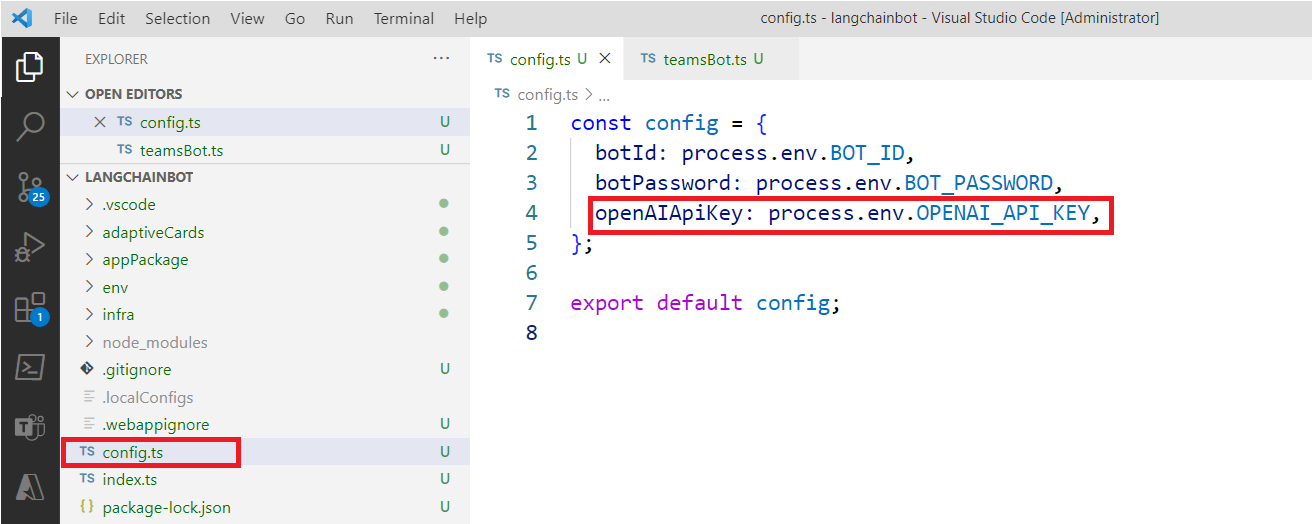 File Edit Selection View Go Run Terminal Help
config.ts - langchainbot - Visual Studio Code [Administrator]
EXPLORER ...
OPEN EDITORS
TS config.ts U
TS teamsBot.ts U
LANGCHAINBOT
.vscode
adaptiveCards
appPackage
env
infra
node_modules
.gitignore U
.localConfigs
.webappignore U
TS config.ts U
TS index.ts U
{} package-lock.json U
25
1
TS config.ts U
TS teamsBot.ts U
TS config.ts > ...
1 const config = {
2 botId: process.env.BOT_ID,
3 botPassword: process.env.BOT_PASSWORD,
4 openAIApiKey: process.env.OPENAI_API_KEY,
5 };
6
7 export default config;
8